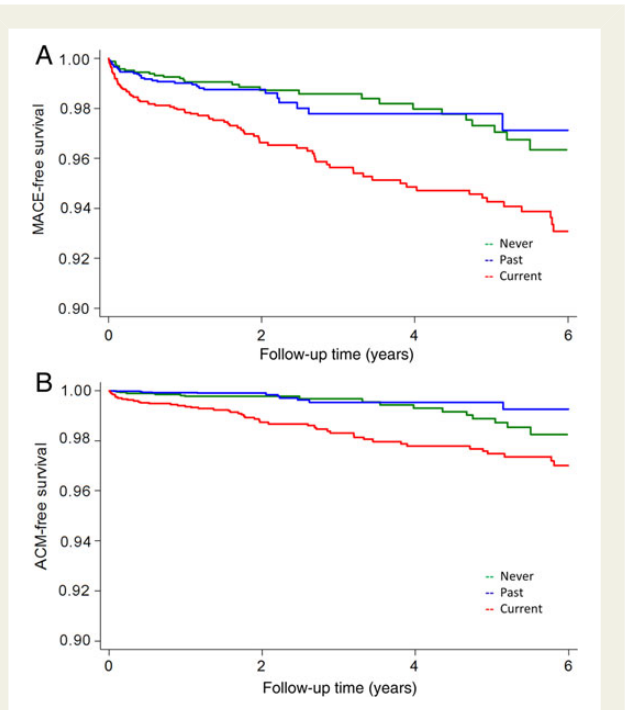 A
1.00
0.98
0.96
0.94
0.92
0.90
MACE-free survival
-- Never
-- Past
-- Current
0 2 4 6
Follow-up time (years)
B
1.00
0.98
0.96
0.94
0.92
0.90
ACM-free survival
-- Never
-- Past
-- Current
0 2 4 6
Follow-up time (years)